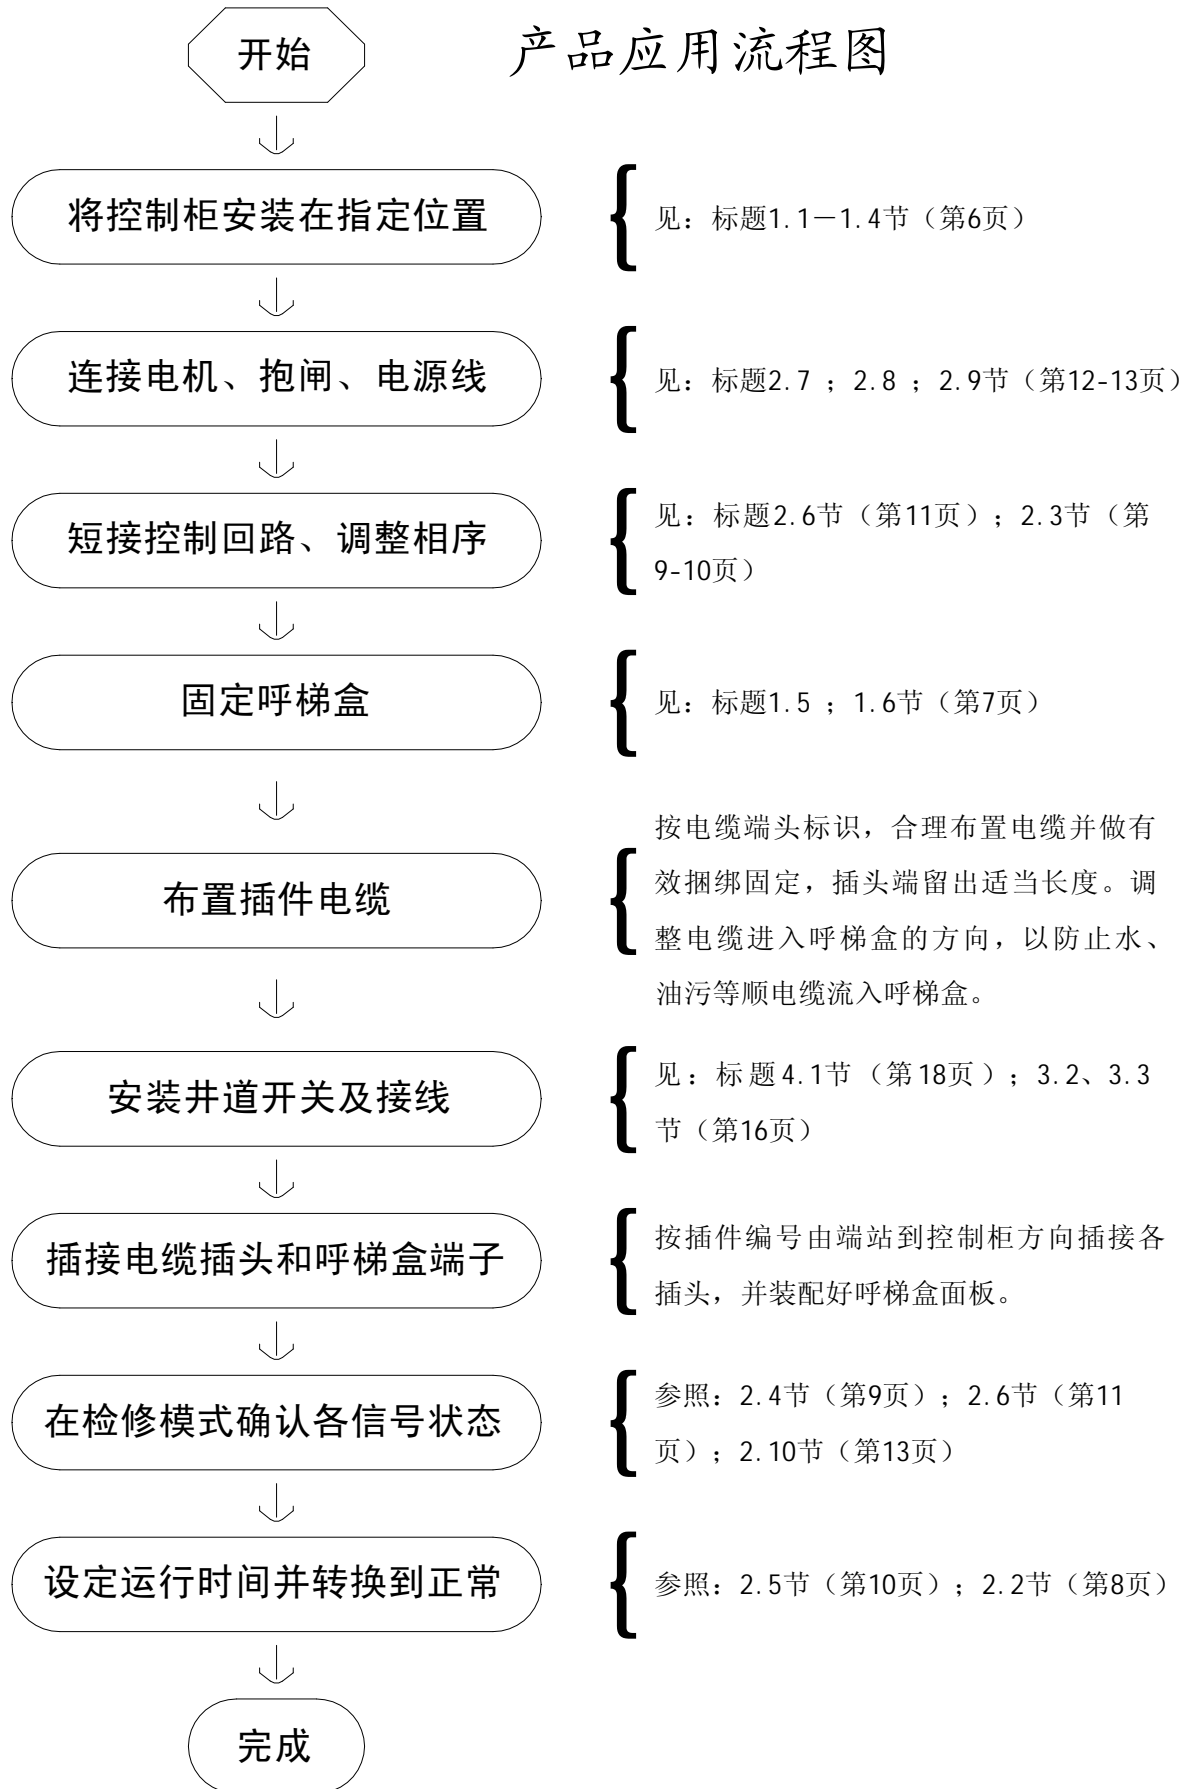 开始
产品应用流程图
将控制柜安装在指定位置
见：标题1.1－1.4节（第6页）
连接电机、抱闸、电源线
见：标题2.7 ；2.8 ；2.9节（第12-13页）
短接控制回路、调整相序
见：标题2.6节（第11页）；2.3节（第
9-10页）
固定呼梯盒
见：标题1.5 ；1.6节（第7页）
布置插件电缆
按电缆端头标识，合理布置电缆并做有
效捆绑固定，插头端留出适当长度。调
整电缆进入呼梯盒的方向，以防止水、
油污等顺电缆流入呼梯盒。
安装井道开关及接线
见：标题4.1节（第18页）；3.2、3.3
节（第16页）
插接电缆插头和呼梯盒端子
按插件编号由端站到控制柜方向插接各
插头，并装配好呼梯盒面板。
在检修模式确认各信号状态
参照：2.4节（第9页）；2.6节（第11
页）；2.10节（第13页）
设定运行时间并转换到正常
参照：2.5节（第10页）；2.2节（第8页）
完成